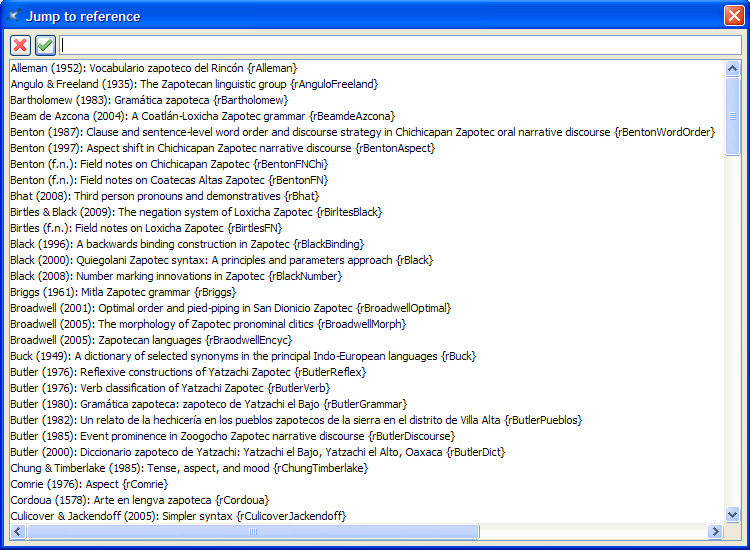 Jump to reference
Alleman (1952): Vocabulario zapoteco del Rincón {rAlleman}
Angulo & Freeland (1935): The Zapotecan linguistic group {rAnguloFreeland}
Bartholomew (1983): Gramática zapoteca {rBartholomew}
Beam de Azcona (2004): A Coatlán-Loxicha Zapotec grammar {rBeamdeAzcona}
Benton (1987): Clause and sentence-level word order and discourse strategy in Chichicapan Zapotec oral narrative discourse {rBentonWordOrder}
Benton (1997): Aspect shift in Chichicapan Zapotec narrative discourse {rBentonAspect}
Benton (f.n.): Field notes on Chichicapan Zapotec {rBentonFNChi}
Benton (f.n.): Field notes on Coatecas Altas Zapotec {rBentonFN}
Bhat (2008): Third person pronouns and demonstratives {rBhat}
Birtles & Black (2009): The negation system of Loxicha Zapotec {rBirltesBlack}
Birtles (f.n.): Field notes on Loxicha Zapotec {rBirtlesFN}
Black (1996): A backwards binding construction in Zapotec {rBlackBinding}
Black (2000): Quiegolani Zapotec syntax: A principles and parameters approach {rBlack}
Black (2008): Number marking innovations in Zapotec {rBlackNumber}
Briggs (1961): Mitla Zapotec grammar {rBriggs}
Broadwell (2001): Optimal order and pied-piping in San Dionicio Zapotec {rBroadwellOptimal}
Broadwell (2005): The morphology of Zapotec pronominal clitics {rBroadwellMorph}
Broadwell (2005): Zapotecan languages {rBraodwellEncyc}
Buck (1949): A dictionary of selected synonyms in the principal Indo-European languages {rBuck}
Butler (1976): Reflexive constructions of Yatzachi Zapotec {rButlerReflex}
Butler (1976): Verb classification of Yatzachi Zapotec {rButlerVerb}
Butler (1980): Gramática zapoteca: zapoteco de Yatzachi el Bajo {rButlerGrammar}
Butler (1982): Un relato de la hechicería en los pueblos zapotecos de la sierra en el distrito de Villa Alta {rButlerPueblos}
Butler (1985): Event prominence in Zoogocho Zapotec narrative discourse {rButlerDiscourse}
Butler (2000): Diccionario zapoteco de Yatzachi: Yatzachi el Bajo, Yatzachi el Alto, Oaxaca {rButlerDict}
Chung & Timberlake (1985): Tense, aspect, and mood {rChungTimberlake}
Comrie (1976): Aspect {rComrie}
Cordoua (1578): Arte en lengva zapoteca {rCordoua}
Culicover & Jackendoff (2005): Simpler syntax {rCulicoverJackendoff}